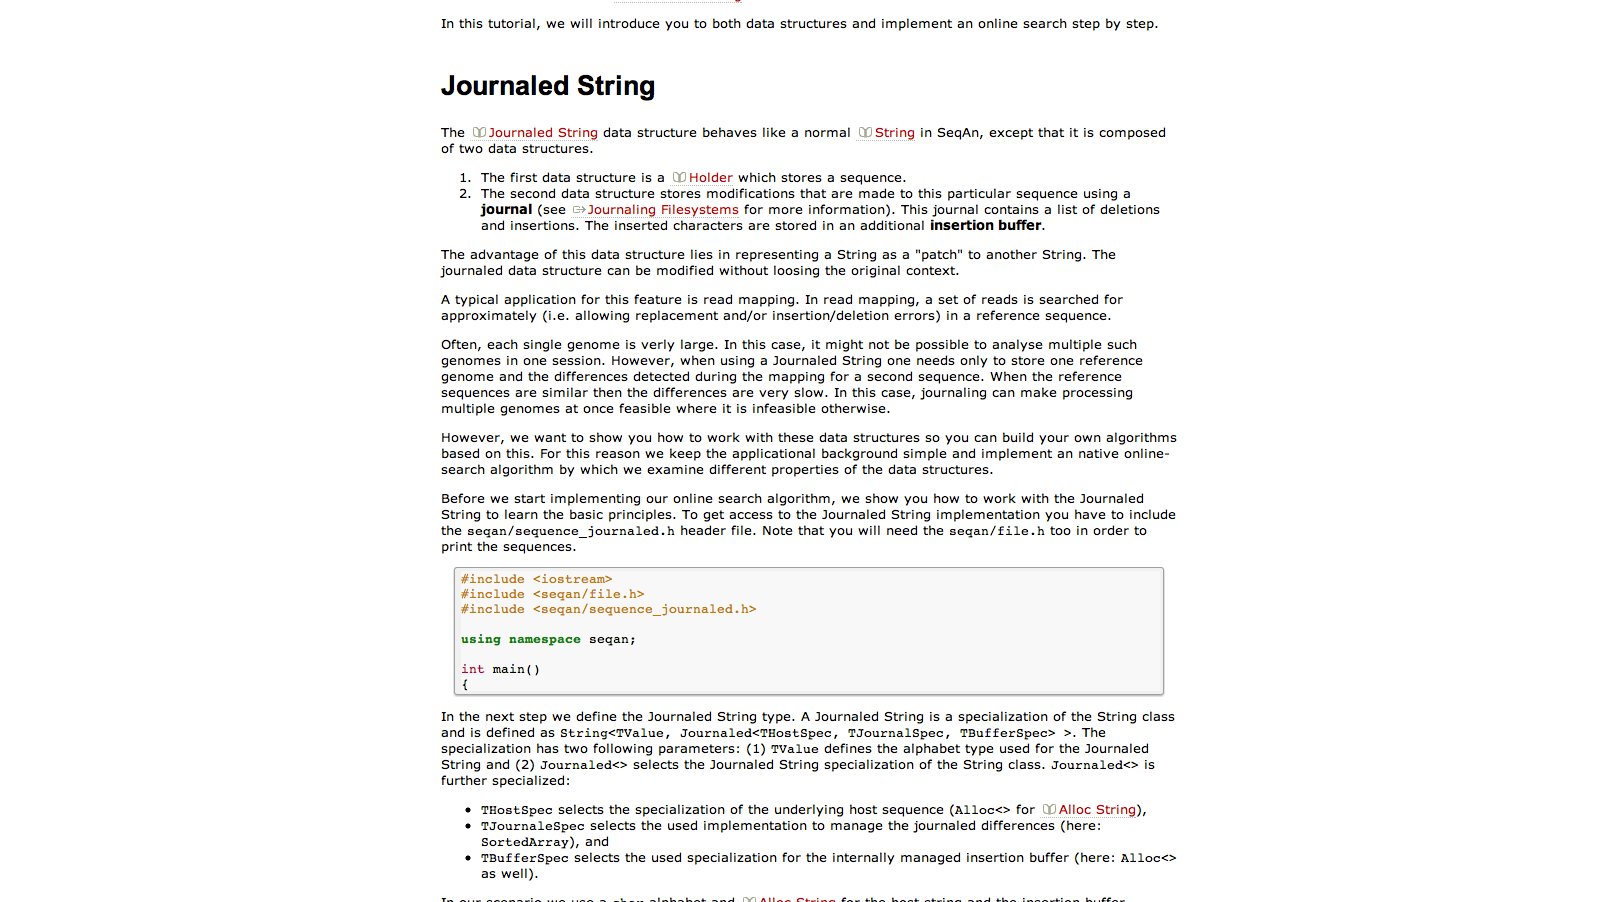 In this tutorial, we will introduce you to both data structures and implement an online search step by step.
Journaled String
The Journaled String data structure behaves like a normal String in SeqAn, except that it is composed
of two data structures.
1. The first data structure is a Holder which stores a sequence.
2. The second data structure stores modifications that are made to this particular sequence using a
journal (see Journaling Filesystems for more information). This journal contains a list of deletions
and insertions. The inserted characters are stored in an additional insertion buffer.
The advantage of this data structure lies in representing a String as a "patch" to another String. The
journaled data structure can be modified without loosing the original context.
A typical application for this feature is read mapping. In read mapping, a set of reads is searched for
approximately (i.e. allowing replacement and/or insertion/deletion errors) in a reference sequence.
Often, each single genome is verly large. In this case, it might not be possible to analyse multiple such
genomes in one session. However, when using a Journaled String one needs only to store one reference
genome and the differences detected during the mapping for a second sequence. When the reference
sequences are similar then the differences are very slow. In this case, journaling can make processing
multiple genomes at once feasible where it is infeasible otherwise.
However, we want to show you how to work with these data structures so you can build your own algorithms
based on this. For this reason we keep the applicational background simple and implement an native online-
search algorithm by which we examine different properties of the data structures.
Before we start implementing our online search algorithm, we show you how to work with the Journaled
String to learn the basic principles. To get access to the Journaled String implementation you have to include
the seqan/sequence_journaled.h header file. Note that you will need the seqan/file.h too in order to
print the sequences.
#include <iostream>
#include <seqan/file.h>
#include <seqan/sequence_journaled.h>
using namespace seqan;
int main()
{
In the next step we define the Journaled String type. A Journaled String is a specialization of the String class
and is defined as String<TValue, Journaled<THostSpec, TJournalSpec, TBufferSpec> >. The
specialization has two following parameters: (1) TValue defines the alphabet type used for the Journaled
String and (2) Journaled<> selects the Journaled String specialization of the String class. Journaled<> is
further specialized:
• THostSpec selects the specialization of the underlying host sequence (Alloc<> for Alloc String),
• TJournaleSpec selects the used implementation to manage the journaled differences (here:
SortedArray), and
• TBufferSpec selects the used specialization for the internally managed insertion buffer (here: Alloc<>
as well).
In our scenario we use a char alphabet and Alloc String for the host string and the insertion buffer.